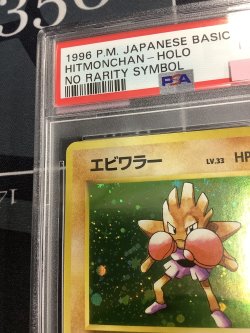 1996 P.M. JAPANESE BASIC
HITMONCHAN-HOLO
NO RARITY SYMBOL
PSA
エビワラー LV.33 HP